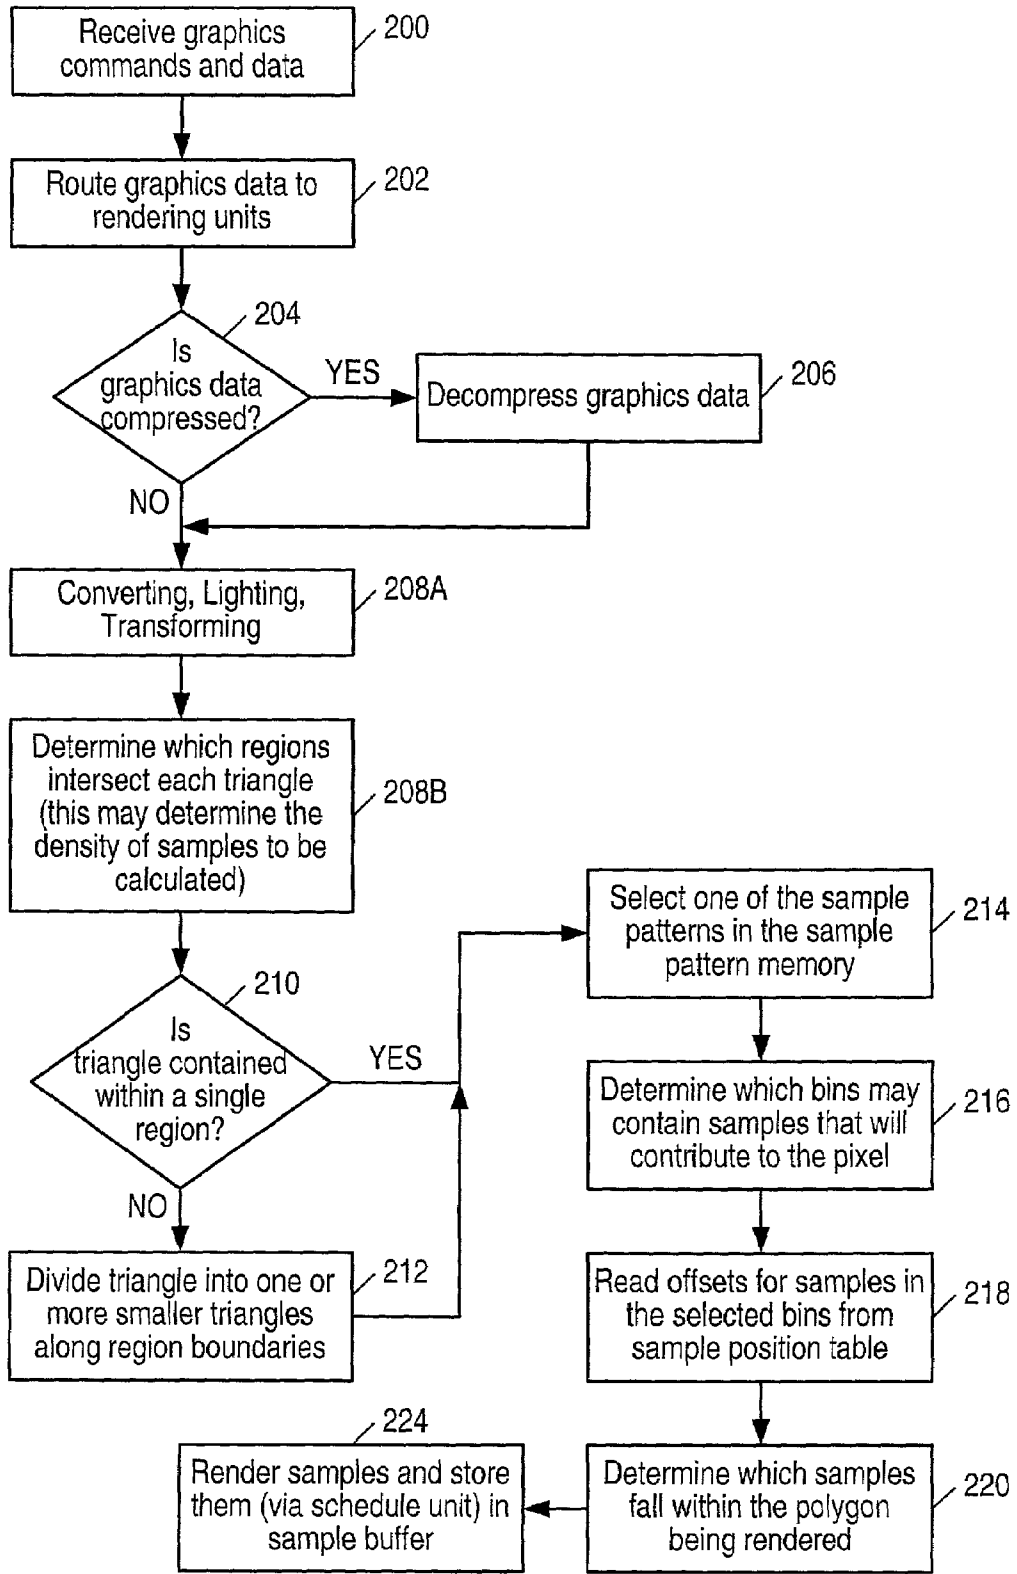 Receive graphics
commands and data
200
Route graphics data to
rendering units
202
204
Is
graphics data
compressed?
YES
Decompress graphics data
206
NO
Converting, Lighting,
Transforming
208A
Determine which regions
intersect each triangle
(this may determine the
density of samples to be
calculated)
208B
210
Is
triangle contained
within a single
region?
YES
NO
Divide triangle into one or
more smaller triangles
along region boundaries
212
Select one of the sample
patterns in the sample
pattern memory
214
Determine which bins may
contain samples that will
contribute to the pixel
216
Read offsets for samples in
the selected bins from
sample position table
218
Determine which samples
fall within the polygon
being rendered
220
224
Render samples and store
them (via schedule unit) in
sample buffer